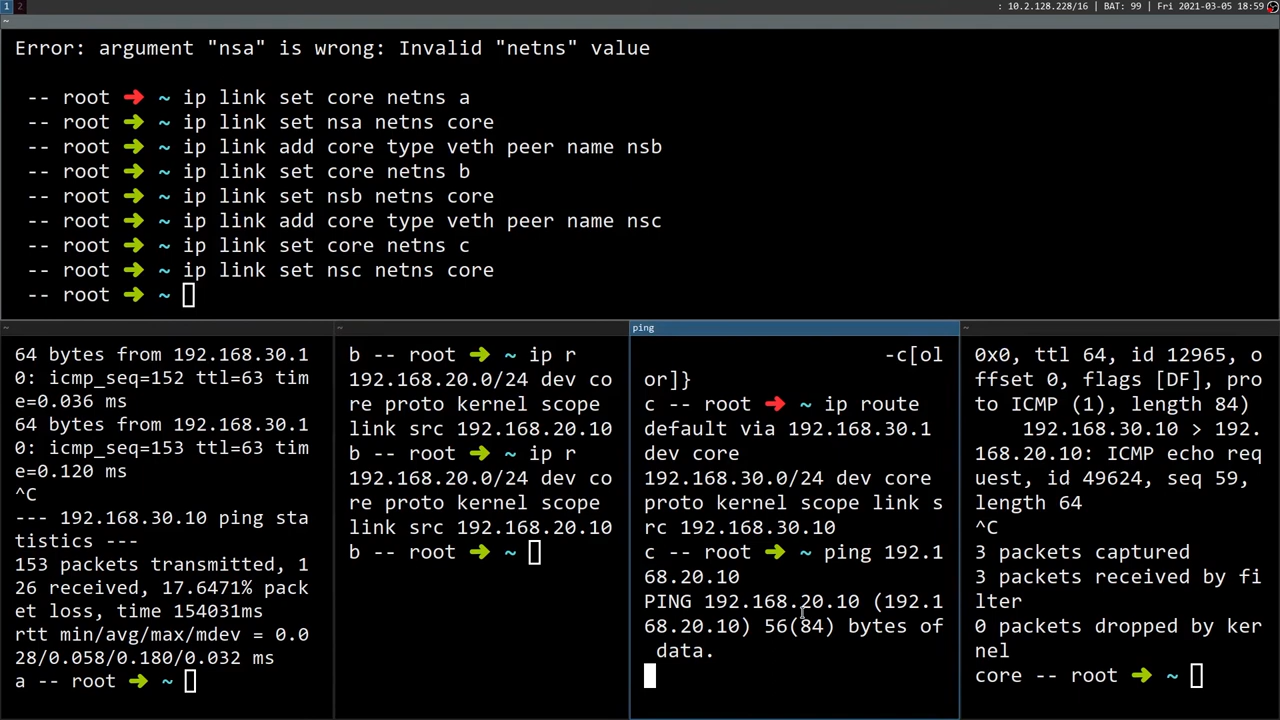 1 2
: 10.2.128.228/16 | BAT: 99 | Fri 2021-03-05 18:59
~
Error: argument "nsa" is wrong: Invalid "netns" value
-- root ➜ ~ ip link set core netns a
-- root ➜ ~ ip link set nsa netns core
-- root ➜ ~ ip link add core type veth peer name nsb
-- root ➜ ~ ip link set core netns b
-- root ➜ ~ ip link set nsb netns core
-- root ➜ ~ ip link add core type veth peer name nsc
-- root ➜ ~ ip link set core netns c
-- root ➜ ~ ip link set nsc netns core
-- root ➜ ~
~
64 bytes from 192.168.30.1
0: icmp_seq=152 ttl=63 tim
e=0.036 ms
64 bytes from 192.168.30.1
0: icmp_seq=153 ttl=63 tim
e=0.120 ms
^C
--- 192.168.30.10 ping sta
tistics ---
153 packets transmitted, 1
26 received, 17.6471% pack
et loss, time 154031ms
rtt min/avg/max/mdev = 0.0
28/0.058/0.180/0.032 ms
a -- root ➜ ~
~
b -- root ➜ ~ ip r
192.168.20.0/24 dev co
re proto kernel scope
link src 192.168.20.10
b -- root ➜ ~ ip r
192.168.20.0/24 dev co
re proto kernel scope
link src 192.168.20.10
b -- root ➜ ~
ping
-c[ol
or]}
c -- root ➜ ~ ip route
default via 192.168.30.1
dev core
192.168.30.0/24 dev core
proto kernel scope link s
rc 192.168.30.10
c -- root ➜ ~ ping 192.1
68.20.10
PING 192.168.20.10 (192.1
68.20.10) 56(84) bytes of
data.
~
0x0, ttl 64, id 12965, o
ffset 0, flags [DF], pro
to ICMP (1), length 84)
192.168.30.10 > 192.
168.20.10: ICMP echo req
uest, id 49624, seq 59,
length 64
^C
3 packets captured
3 packets received by fi
lter
0 packets dropped by ker
nel
core -- root ➜ ~